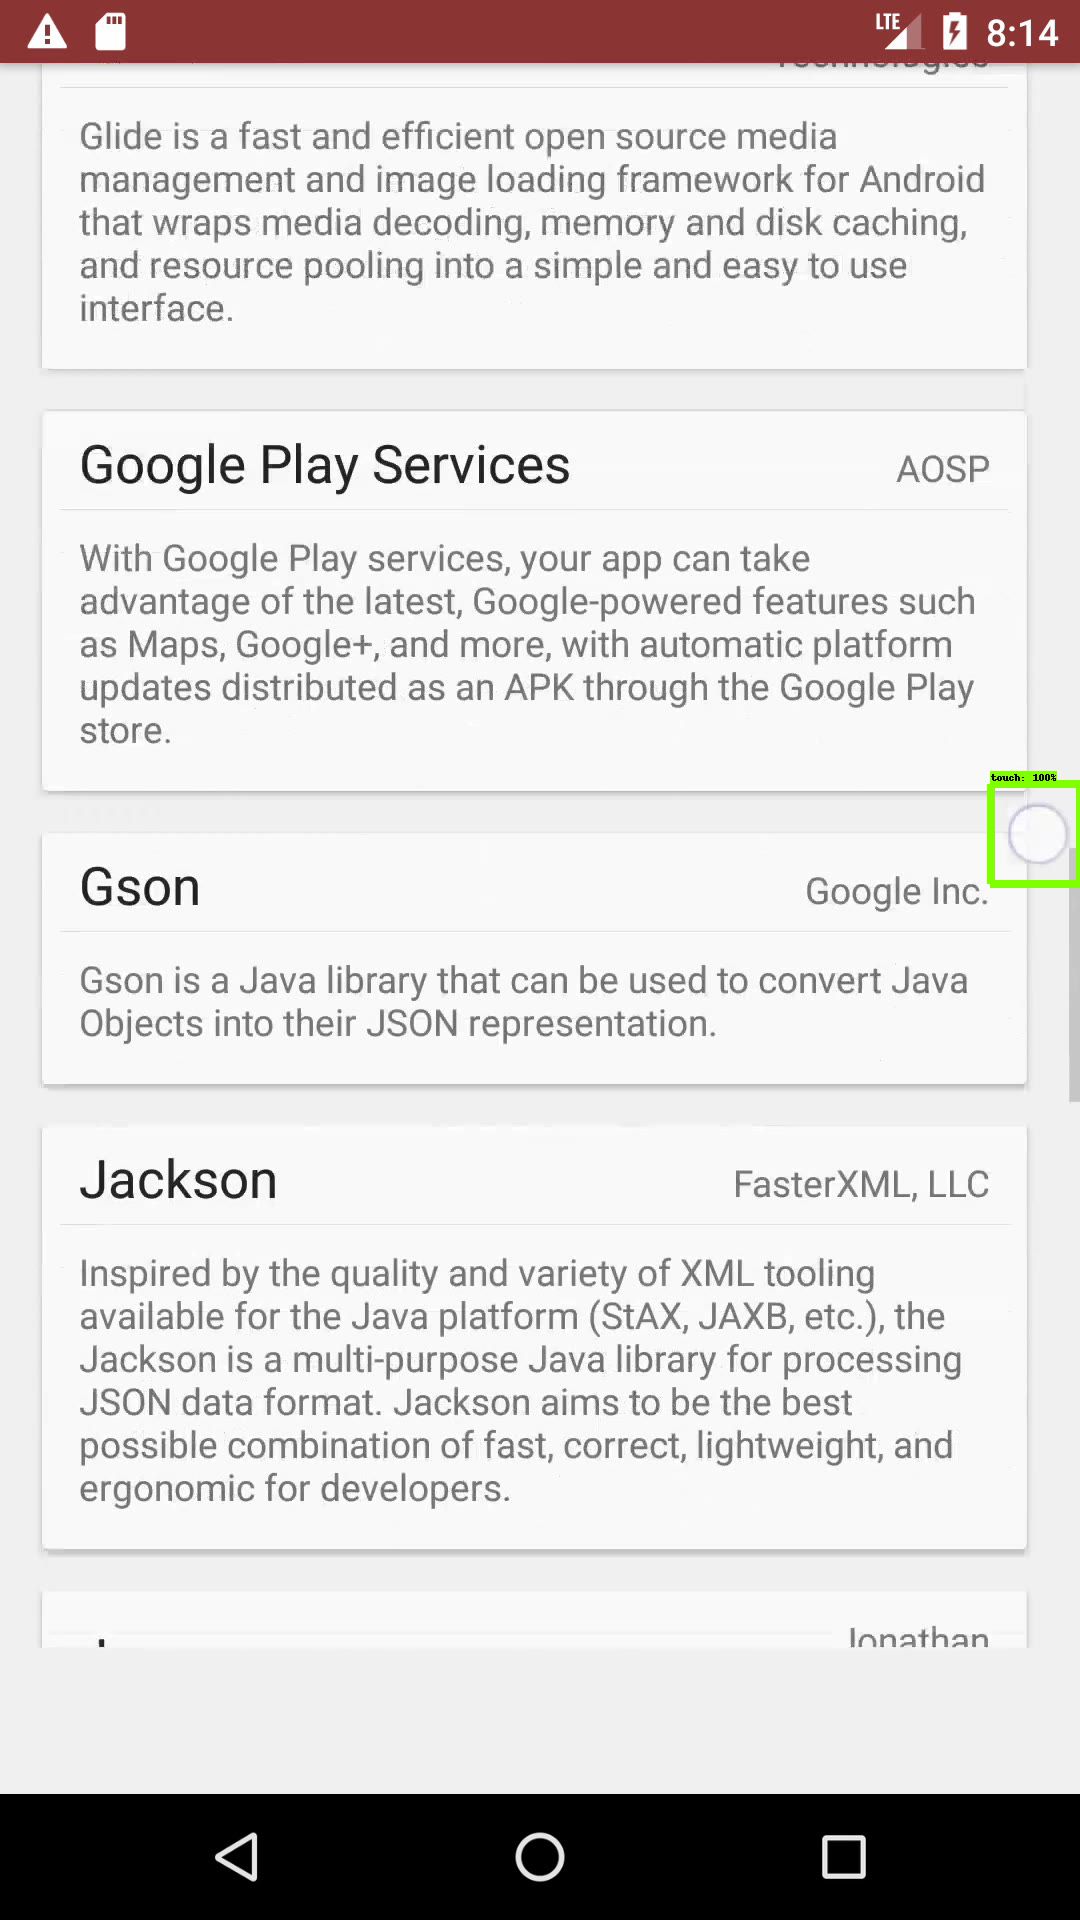 LTE
8:14
Technologies
Glide is a fast and efficient open source media
management and image loading framework for Android
that wraps media decoding, memory and disk caching,
and resource pooling into a simple and easy to use
interface.
Google Play Services
AOSP
With Google Play services, your app can take
advantage of the latest, Google-powered features such
as Maps, Google+, and more, with automatic platform
updates distributed as an APK through the Google Play
store.
touch: 100%
Gson
Google Inc.
Gson is a Java library that can be used to convert Java
Objects into their JSON representation.
Jackson
FasterXML, LLC
Inspired by the quality and variety of XML tooling
available for the Java platform (StAX, JAXB, etc.), the
Jackson is a multi-purpose Java library for processing
JSON data format. Jackson aims to be the best
possible combination of fast, correct, lightweight, and
ergonomic for developers.
Jonathan